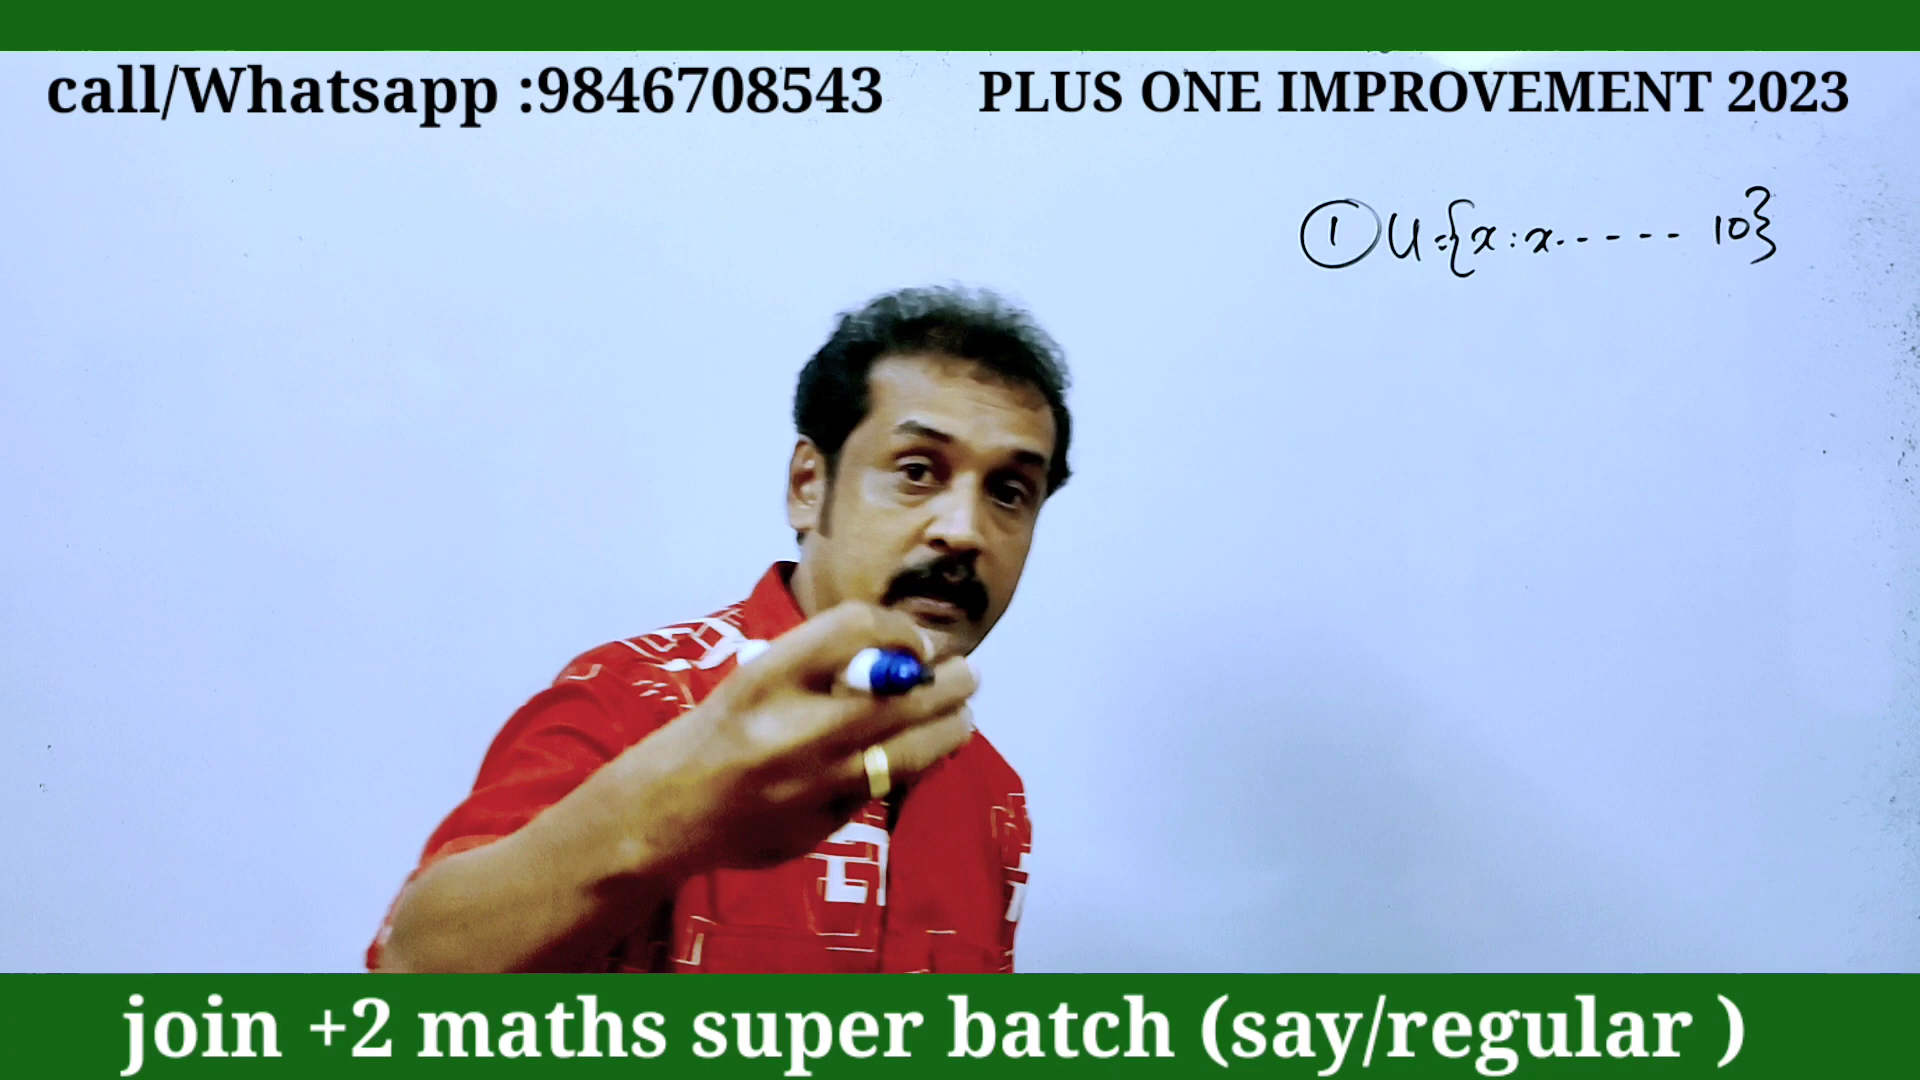 call/Whatsapp :9846708543 PLUS ONE IMPROVEMENT 2023
① U={x:x.----- 10}
join +2 maths super batch (say/regular )